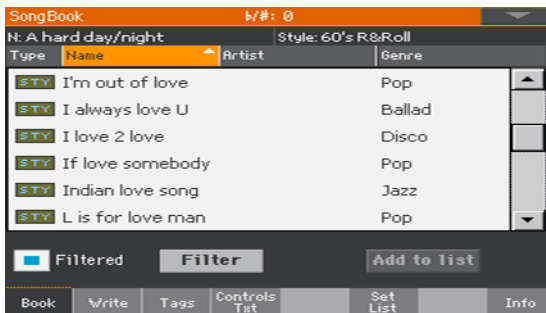 SongBook ♭/#: 0
N: A hard day/night Style: 60's R&Roll
Type Name Artist Genre
STY I'm out of love Pop
STY I always love U Ballad
STY I love 2 love Disco
STY If love somebody Pop
STY Indian love song Jazz
STY L is for love man Pop
Filtered Filter Add to list
Book Write Tags Controls Txt Set List Info